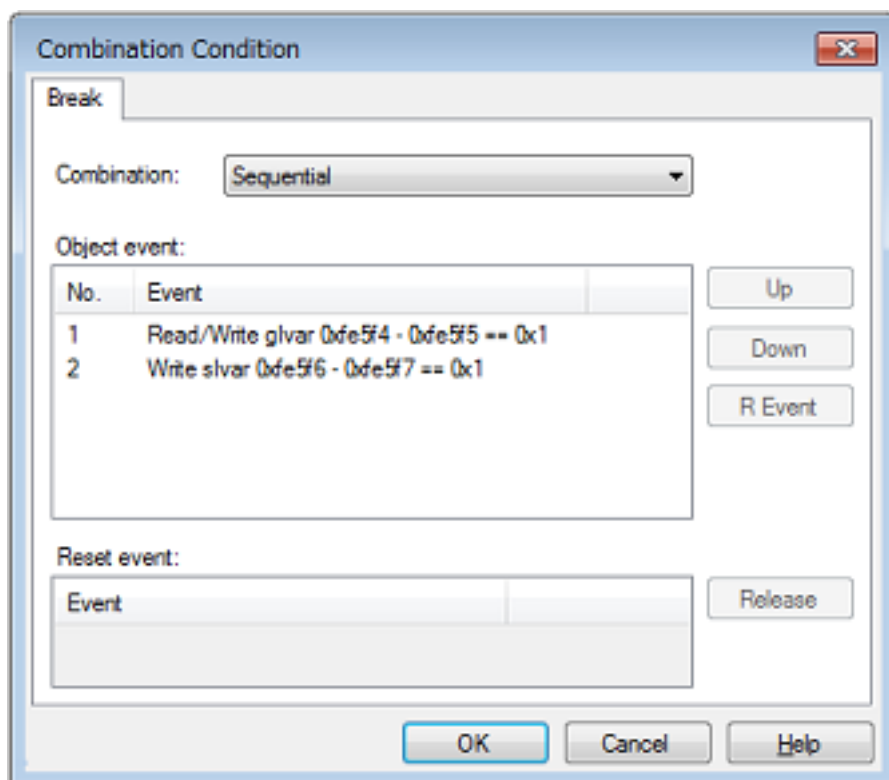 Combination Condition
Break
Combination: Sequential
Object event:
No. Event
1 Read/Write glvar 0xfe5f4 - 0xfe5f5 == 0x1
2 Write slvar 0xfe5f6 - 0xfe5f7 == 0x1
Up
Down
R Event
Reset event:
Event
Release
OK Cancel Help